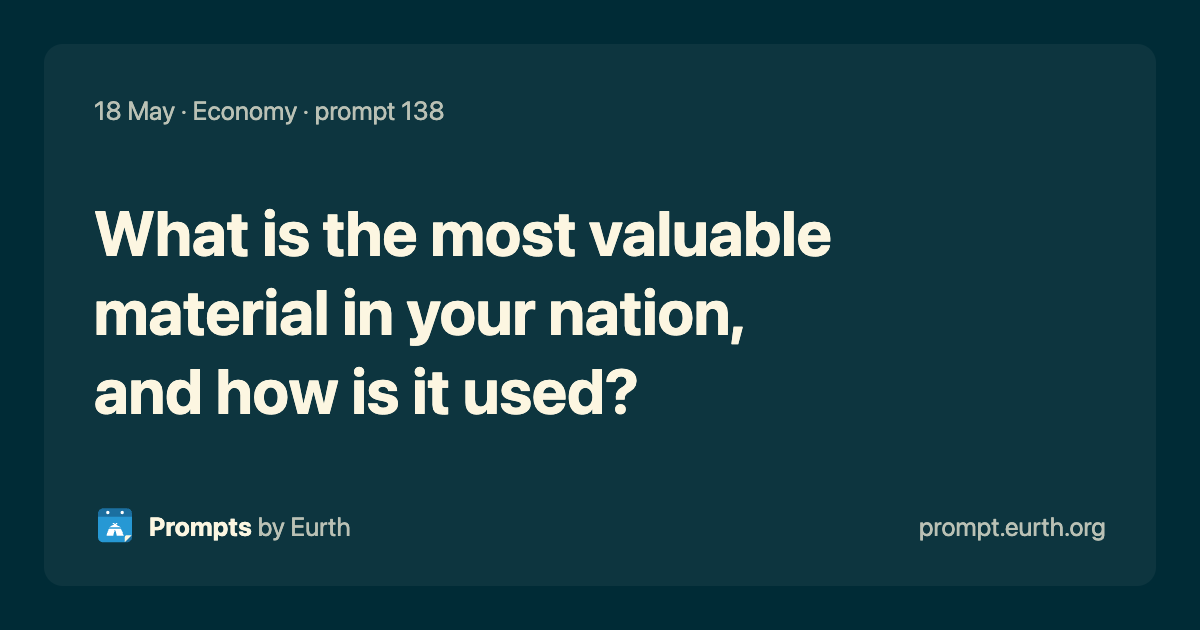 18 May · Economy · prompt 138
What is the most valuable
material in your nation,
and how is it used?
Prompts by Eurth
prompt.eurth.org